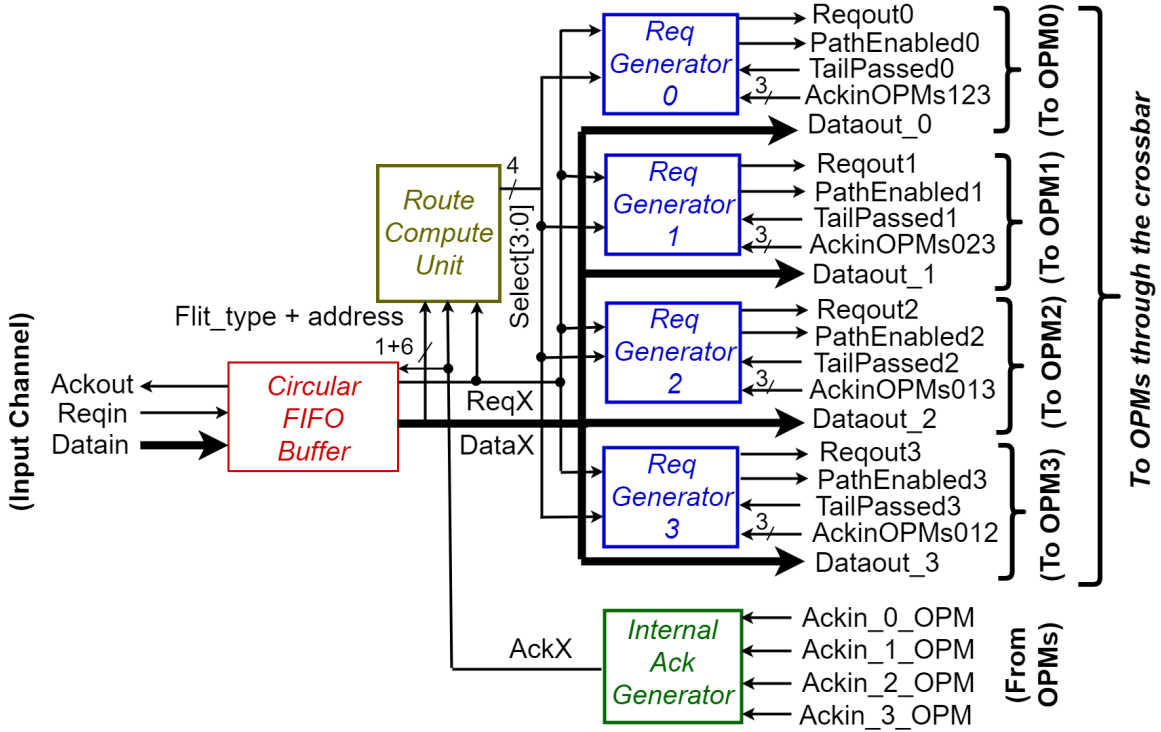 Req
Generator
0
Reqout0
PathEnabled0
TailPassed0
3
AckinOPMs123
Dataout_0
(To OPM0)
Req
Generator
1
Reqout1
PathEnabled1
TailPassed1
3
AckinOPMs023
Dataout_1
(To OPM1)
Route
Compute
Unit
4
Select[3:0]
Flit_type + address
1+6
Req
Generator
2
Reqout2
PathEnabled2
TailPassed2
3
AckinOPMs013
Dataout_2
(To OPM2)
(Input Channel)
Ackout
Reqin
Datain
Circular
FIFO
Buffer
ReqX
DataX
Req
Generator
3
Reqout3
PathEnabled3
TailPassed3
3
AckinOPMs012
Dataout_3
(To OPM3)
To OPMs through the crossbar
AckX
Internal
Ack
Generator
Ackin_0_OPM
Ackin_1_OPM
Ackin_2_OPM
Ackin_3_OPM
(From
OPMs)